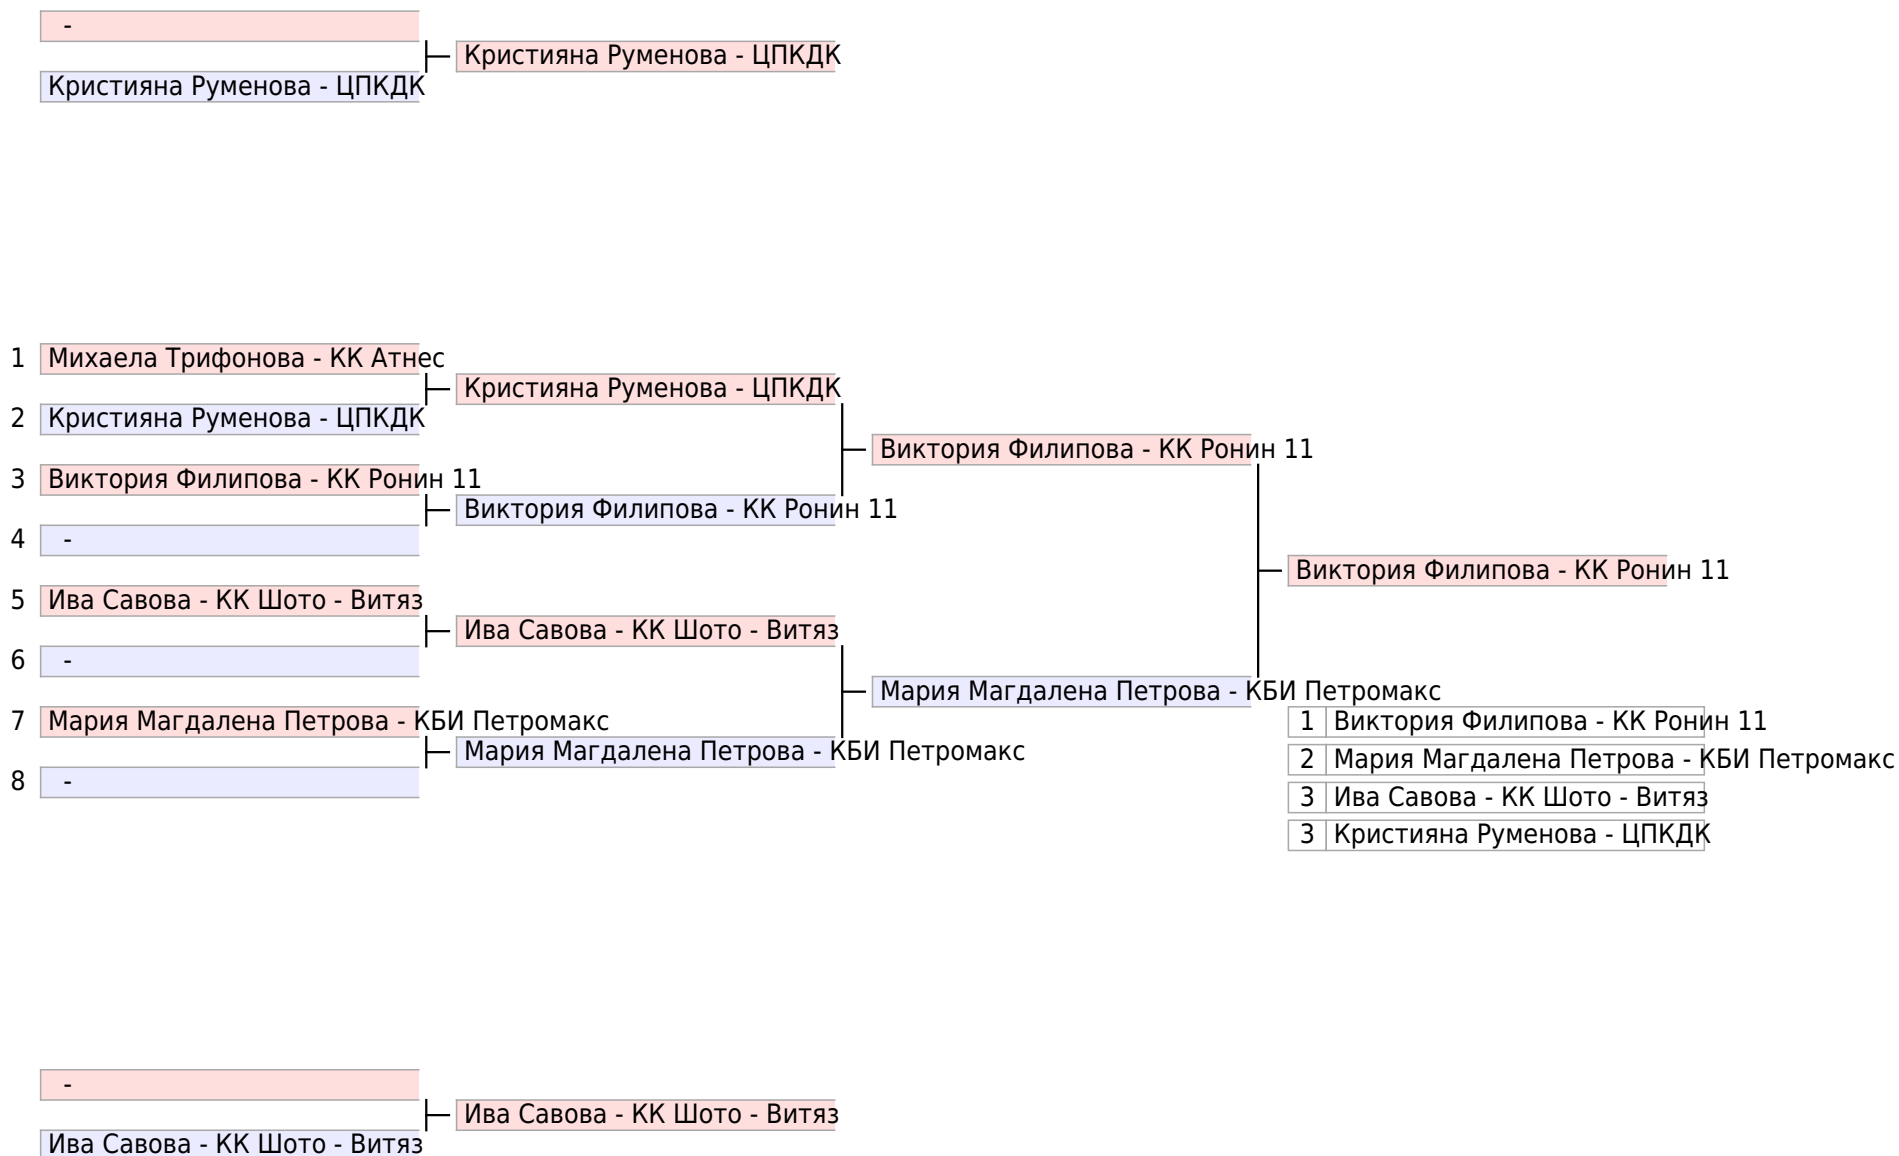 -
Кристияна Руменова - ЦПКДК
Кристияна Руменова - ЦПКДК
1 Михаела Трифонова - КК Атнес
Кристияна Руменова - ЦПКДК
2 Кристияна Руменова - ЦПКДК
Виктория Филипова - КК Ронин 11
3 Виктория Филипова - КК Ронин 11
Виктория Филипова - КК Ронин 11
4 -
Виктория Филипова - КК Ронин 11
5 Ива Савова - КК Шото - Витяз
Ива Савова - КК Шото - Витяз
6 -
Мария Магдалена Петрова - КБИ Петромакс
7 Мария Магдалена Петрова - КБИ Петромакс
1 Виктория Филипова - КК Ронин 11
Мария Магдалена Петрова - КБИ Петромакс
2 Мария Магдалена Петрова - КБИ Петромакс
8 -
3 Ива Савова - КК Шото - Витяз
3 Кристияна Руменова - ЦПКДК
-
Ива Савова - КК Шото - Витяз
Ива Савова - КК Шото - Витяз